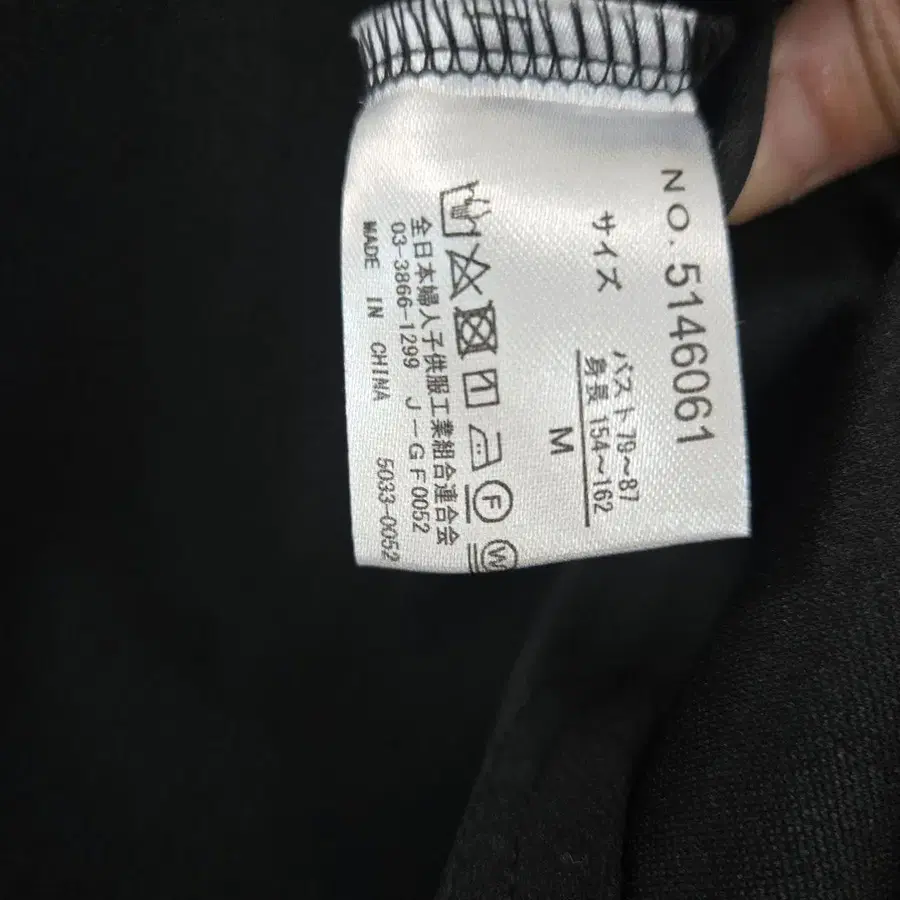 NO.5146061
サイズ
バスト 79～87
身長 154～162
M
F
W
全日本婦人子供服工業組合連合会
03-3866-1299 J-GF0052
MADE IN CHINA 5033-0052